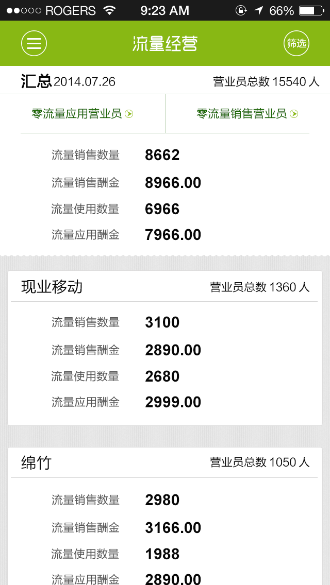 ROGERS 9:23 AM 66%
流量经营 筛选
汇总 2014.07.26 营业员总数 15540 人
零流量应用营业员 零流量销售营业员
流量销售数量 8662
流量销售酬金 8966.00
流量使用数量 6966
流量应用酬金 7966.00
现业移动 营业员总数 1360 人
流量销售数量 3100
流量销售酬金 2890.00
流量使用数量 2680
流量应用酬金 2999.00
绵竹 营业员总数 1050 人
流量销售数量 2980
流量销售酬金 3166.00
流量使用数量 1988
流量应用酬金 2890.00